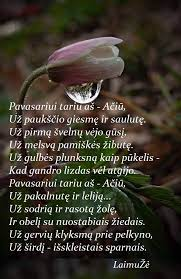 Pavasariui tariu aš - Ačiū,
Už paukščio giesmę ir saulutę.
Už pirmą švelnų vėjo gūsį,
Už melsvą pamiškės žibutę.
Už gulbės plunksną kaip pūkelis -
Kad gandro lizdas vėl atgijo..
Pavasariui tariu aš - Ačiū,
Už pakalnutę ir leliją...
Už sodrią ir rasotą žolę,
Ir obelį su nuostabiais žiedais.
Už gervių klyksmą prie pelkyno,
Už širdį - išskleistais sparnais.
LaimuŽė